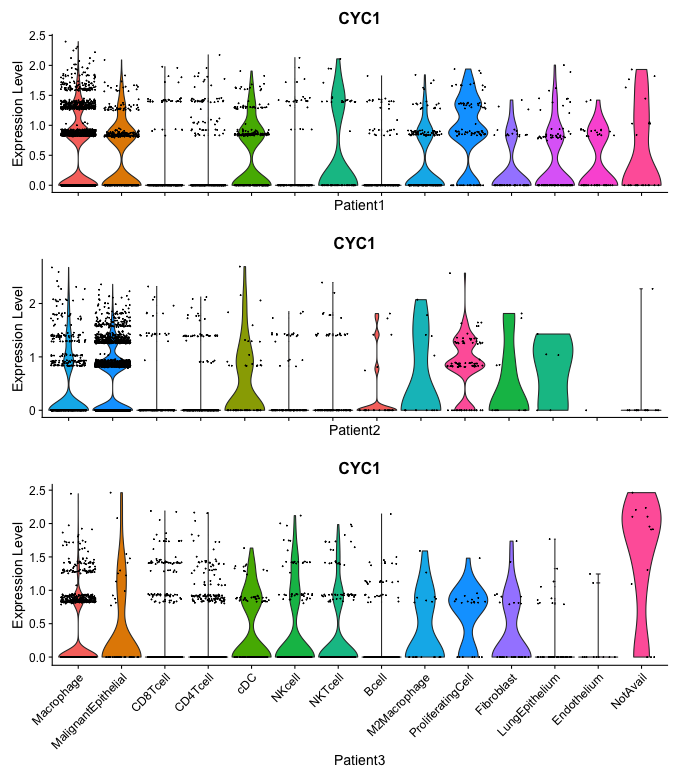 CYC1
Expression Level
2.5
2.0
1.5
1.0
0.5
0.0
Patient1
CYC1
Expression Level
2
1
0
Patient2
CYC1
Expression Level
2.5
2.0
1.5
1.0
0.5
0.0
Macrophage
MalignantEpithelial
CD8Tcell
CD4Tcell
cDC
NKcell
NKTcell
Bcell
M2Macrophage
ProliferatingCell
Fibroblast
LungEpithelium
Endothelium
NotAvail
Patient3